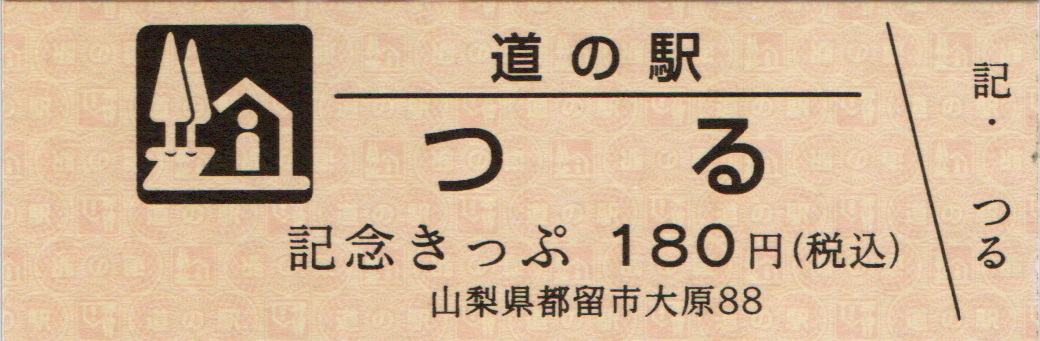 道の駅
つる
記念きっぷ 180円(税込)
山梨県都留市大原88
記・つる